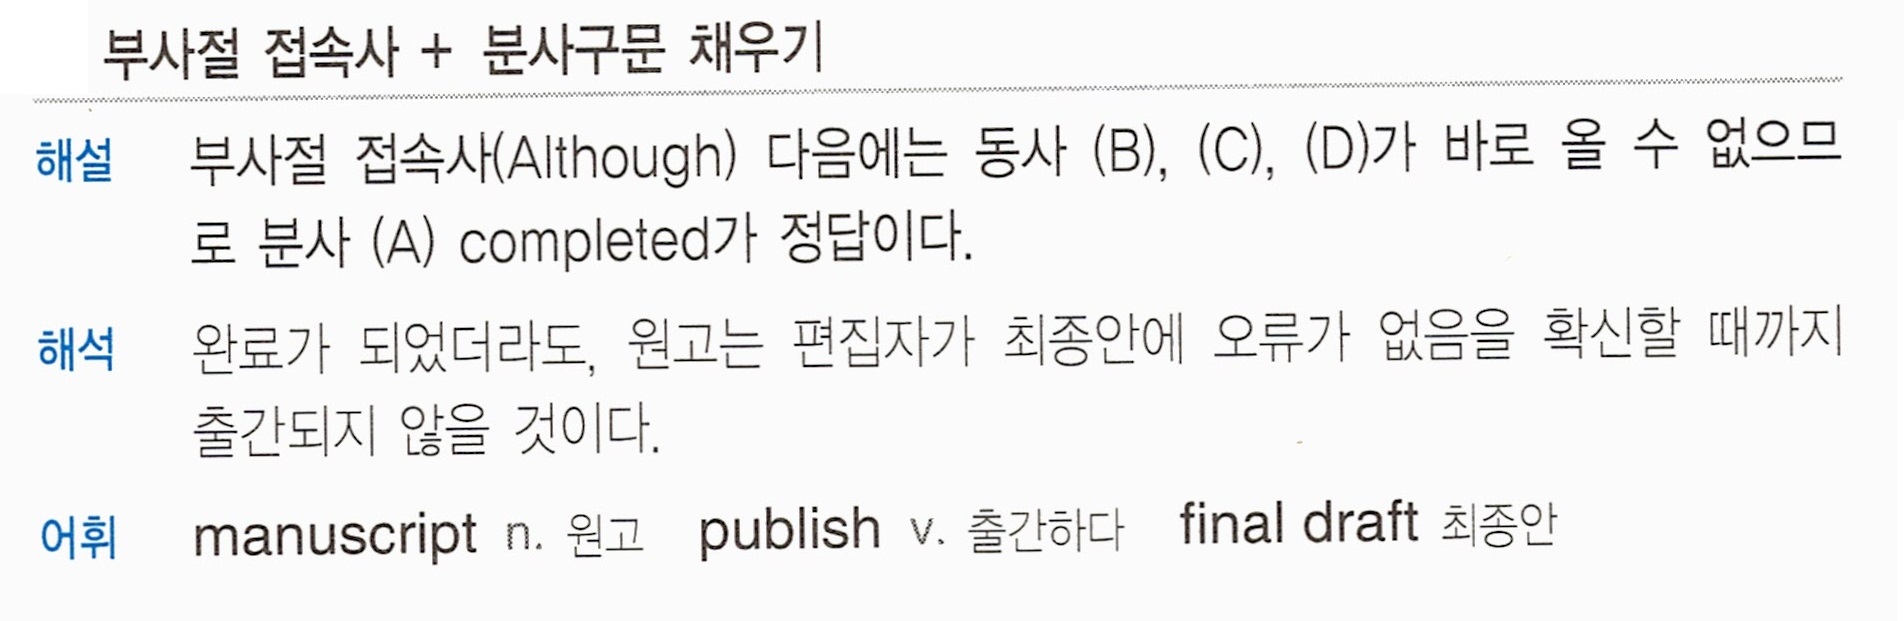 부사절 접속사 + 분사구문 채우기
해설 부사절 접속사(Although) 다음에는 동사 (B), (C), (D)가 바로 올 수 없으므
로 분사 (A) completed가 정답이다.
해석 완료가 되었더라도, 원고는 편집자가 최종안에 오류가 없음을 확신할 때까지
출간되지 않을 것이다.
어휘 manuscript n. 원고 publish v. 출간하다 final draft 최종안